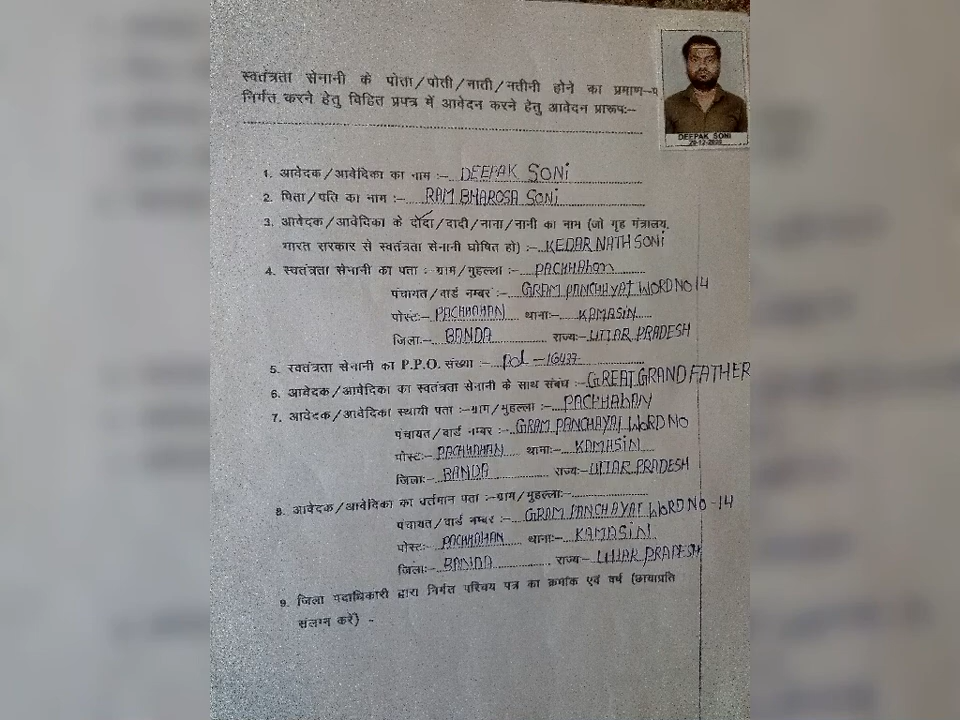 स्वतंत्रता सेनानी के पोता/पोती/नाती/नतीनी होने का प्रमाण-प
निर्गत करने हेतु विहित प्रपत्र में आवेदन करने हेतु आवेदन प्रारूप:-
DEEPAK SONI
1. आवेदक/आवेदिका का नाम :- DEEPAK SONi
2. पिता/पति का नाम :- RAM BHAROSA SONi
3. आवेदक/आवेदिका के दादा/दादी/नाना/नानी का नाम (जो गृह मंत्रालय,
भारत सरकार से स्वतंत्रता सेनानी घोषित हो) :- KEDAR NATH SONi
4. स्वतंत्रता सेनानी का पता : ग्राम/मुहल्ला :- PACHHAhan
पंचायत/वार्ड नम्बर :- GRAM PANCHAYAT WORD NO 14
पोस्ट:- PACHHAHAN थाना:- KAMASiN
जिला:- BANDA राज्य:- UTTAR PRADESH
5. स्वतंत्रता सेनानी का P.P.O. संख्या :- Pol - 16437
6. आवेदक/आवेदिका का स्वतंत्रता सेनानी के साथ संबंध :- GREAT GRAND FATHER
7. आवेदक/आवेदिका स्थायी पता :-ग्राम/मुहल्ला :- PACHHAhAN
पंचायत/वार्ड नम्बर :- GRAM PANCHAYAT WORD NO
पोस्ट:- PACHHAHAN थाना:- KAMASiN
जिला:- BANDA राज्य:- UTTAR PRADESH
8. आवेदक/आवेदिका का वर्तमान पता :-ग्राम/मुहल्ला:-
पंचायत/वार्ड नम्बर :- GRAM PANCHAYAT WORD NO -14
पोस्ट:- PACHHAHAN थाना:- KAMASiN
जिला:- BANDA राज्य- UTTAR PRADESH
9. जिला पदाधिकारी द्वारा निर्गत परिचय पत्र का क्रमांक एवं वर्ष (छायाप्रति
संलग्न करें) -